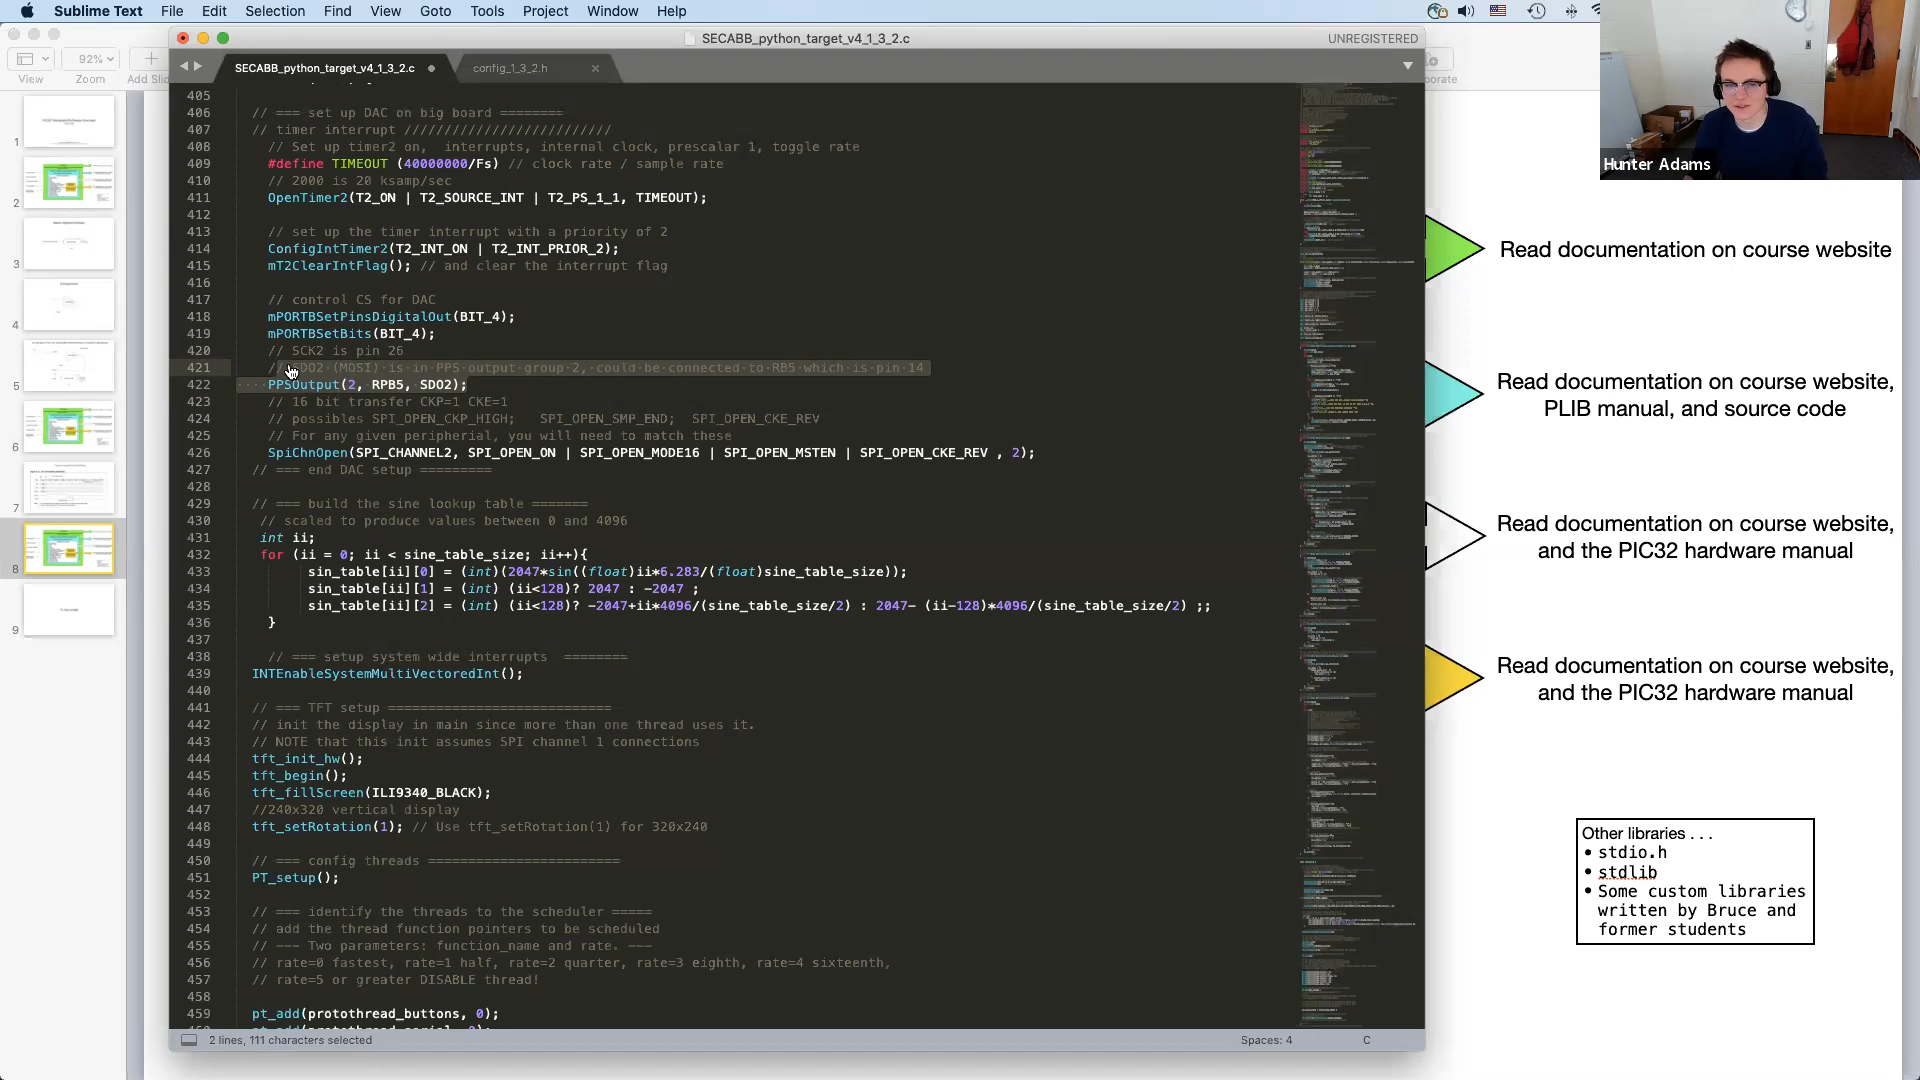 Sublime Text File Edit Selection Find View Goto Tools Project Window Help
SECABB_python_target_v4_1_3_2.c
UNREGISTERED
92%
View Zoom Add Slid
SECABB_python_target_v4_1_3_2.c config_1_3_2.h
Hunter Adams
405
406 // === set up DAC on big board ========
407 // timer interrupt //////////////////////////
408 // Set up timer2 on,  interrupts, internal clock, prescalar 1, toggle rate
409 #define TIMEOUT (40000000/Fs) // clock rate / sample rate
410 // 2000 is 20 ksamp/sec
411 OpenTimer2(T2_ON | T2_SOURCE_INT | T2_PS_1_1, TIMEOUT);
412
413 // set up the timer interrupt with a priority of 2
414 ConfigIntTimer2(T2_INT_ON | T2_INT_PRIOR_2);
415 mT2ClearIntFlag(); // and clear the interrupt flag
416
417 // control CS for DAC
418 mPORTBSetPinsDigitalOut(BIT_4);
419 mPORTBSetBits(BIT_4);
420 // SCK2 is pin 26
421 // SDO2 (MOSI) is in PPS output group 2, could be connected to RB5 which is pin 14
422 PPSOutput(2, RPB5, SDO2);
423 // 16 bit transfer CKP=1 CKE=1
424 // possibles SPI_OPEN_CKP_HIGH;   SPI_OPEN_SMP_END;  SPI_OPEN_CKE_REV
425 // For any given peripherial, you will need to match these
426 SpiChnOpen(SPI_CHANNEL2, SPI_OPEN_ON | SPI_OPEN_MODE16 | SPI_OPEN_MSTEN | SPI_OPEN_CKE_REV , 2);
427 // === end DAC setup =========
428
429 // === build the sine lookup table =======
430 // scaled to produce values between 0 and 4096
431 int ii;
432 for (ii = 0; ii < sine_table_size; ii++){
433 sin_table[ii][0] = (int)(2047*sin((float)ii*6.283/(float)sine_table_size));
434 sin_table[ii][1] = (int) (ii<128)? 2047 : -2047 ;
435 sin_table[ii][2] = (int) (ii<128)? -2047+ii*4096/(sine_table_size/2) : 2047- (ii-128)*4096/(sine_table_size/2) ;;
436 }
437
438 // === setup system wide interrupts  ========
439 INTEnableSystemMultiVectoredInt();
440
441 // === TFT setup ============================
442 // init the display in main since more than one thread uses it.
443 // NOTE that this init assumes SPI channel 1 connections
444 tft_init_hw();
445 tft_begin();
446 tft_fillScreen(ILI9340_BLACK);
447 //240x320 vertical display
448 tft_setRotation(1); // Use tft_setRotation(1) for 320x240
449
450 // === config threads ========================
451 PT_setup();
452
453 // === identify the threads to the scheduler =====
454 // add the thread function pointers to be scheduled
455 // --- Two parameters: function_name and rate. ---
456 // rate=0 fastest, rate=1 half, rate=2 quarter, rate=3 eighth, rate=4 sixteenth,
457 // rate=5 or greater DISABLE thread!
458
459 pt_add(protothread_buttons, 0);
2 lines, 111 characters selected
Spaces: 4 C
1
2
3
4
5
6
7
8
9
Read documentation on course website
Read documentation on course website,
PLIB manual, and source code
Read documentation on course website,
and the PIC32 hardware manual
Read documentation on course website,
and the PIC32 hardware manual
Other libraries . . .
• stdio.h
• stdlib
• Some custom libraries
written by Bruce and
former students